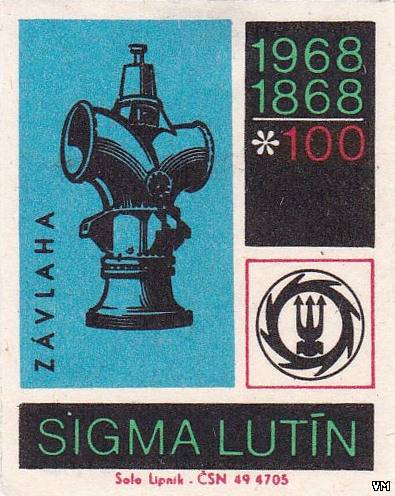 ZÁVLAHA
1968
1868
*100
SIGMA LUTÍN
Solo Lipník - ČSN 49 4705
VM